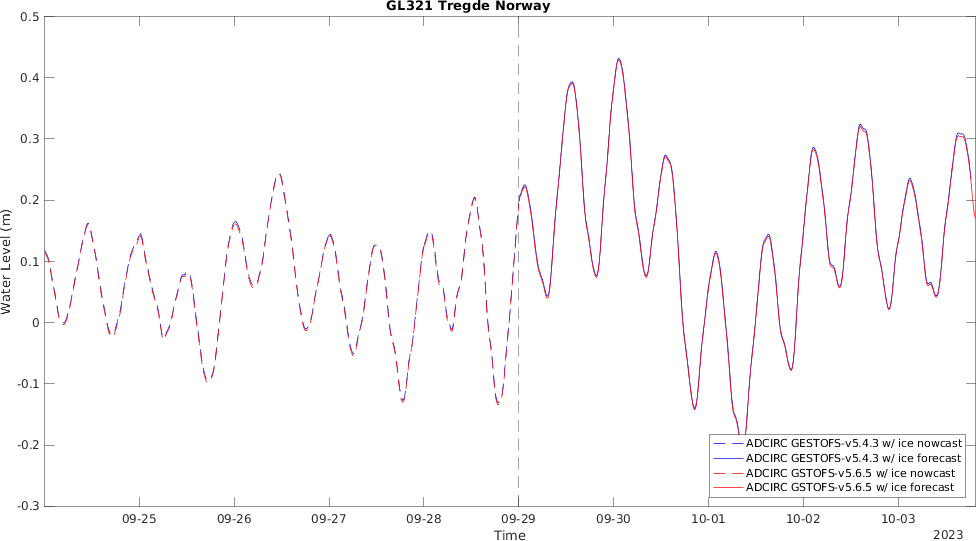 GL321 Tregde Norway
0.5
0.4
0.3
0.2
0.1
0
-0.1
-0.2
-0.3
Water Level (m)
09-25 09-26 09-27 09-28 09-29 09-30 10-01 10-02 10-03
Time
2023
ADCIRC GESTOFS-v5.4.3 w/ ice nowcast
ADCIRC GESTOFS-v5.4.3 w/ ice forecast
ADCIRC GSTOFS-v5.6.5 w/ ice nowcast
ADCIRC GSTOFS-v5.6.5 w/ ice forecast